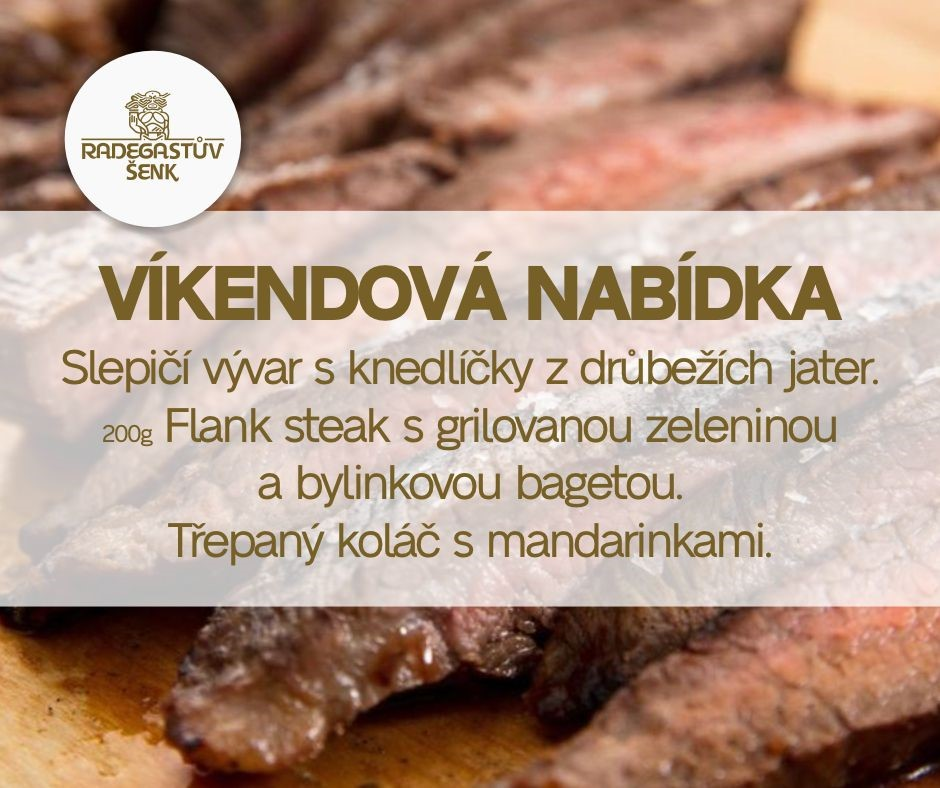 RADEGASTŮV
ŠENK
VÍKENDOVÁ NABÍDKA
Slepičí vývar s knedlíčky z drůbežích jater.
200g Flank steak s grilovanou zeleninou
a bylinkovou bagetou.
Třepaný koláč s mandarinkami.